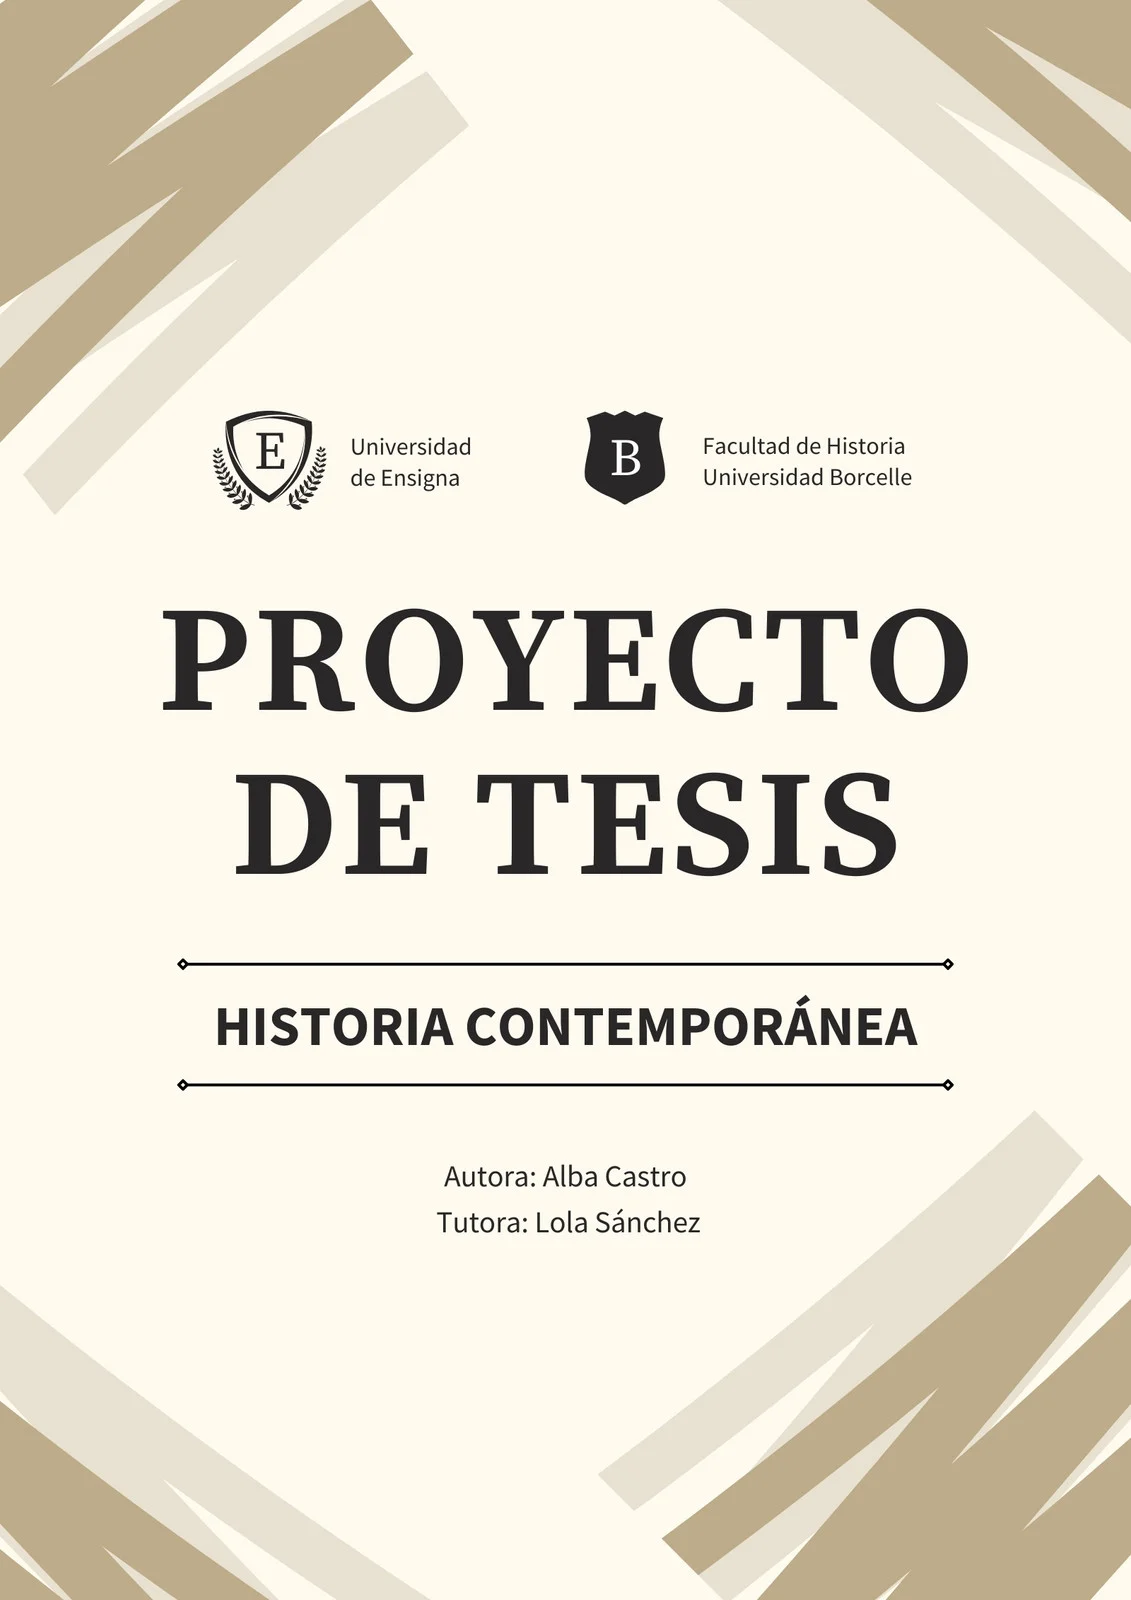 E
Universidad
de Ensigna
B
Facultad de Historia
Universidad Borcelle
PROYECTO
DE TESIS
HISTORIA CONTEMPORÁNEA
Autora: Alba Castro
Tutora: Lola Sánchez